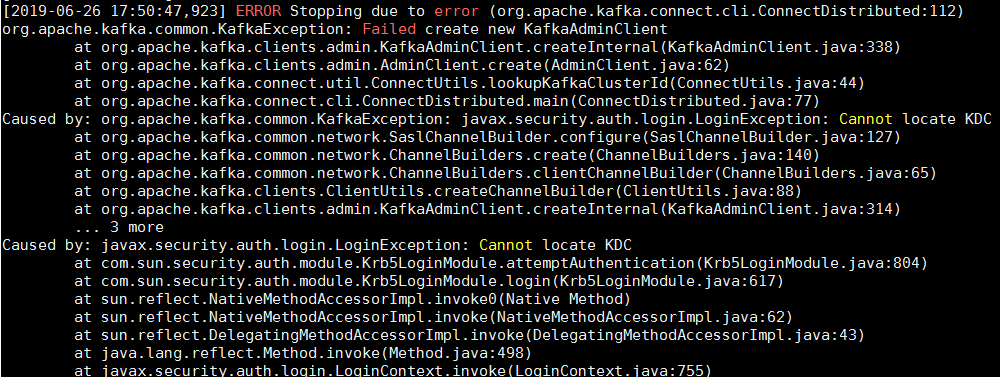 [2019-06-26 17:50:47,923] ERROR Stopping due to error (org.apache.kafka.connect.cli.ConnectDistributed:112)
org.apache.kafka.common.KafkaException: Failed create new KafkaAdminClient
at org.apache.kafka.clients.admin.KafkaAdminClient.createInternal(KafkaAdminClient.java:338)
at org.apache.kafka.clients.admin.AdminClient.create(AdminClient.java:62)
at org.apache.kafka.connect.util.ConnectUtils.lookupKafkaClusterId(ConnectUtils.java:44)
at org.apache.kafka.connect.cli.ConnectDistributed.main(ConnectDistributed.java:77)
Caused by: org.apache.kafka.common.KafkaException: javax.security.auth.login.LoginException: Cannot locate KDC
at org.apache.kafka.common.network.SaslChannelBuilder.configure(SaslChannelBuilder.java:127)
at org.apache.kafka.common.network.ChannelBuilders.create(ChannelBuilders.java:140)
at org.apache.kafka.common.network.ChannelBuilders.clientChannelBuilder(ChannelBuilders.java:65)
at org.apache.kafka.clients.ClientUtils.createChannelBuilder(ClientUtils.java:88)
at org.apache.kafka.clients.admin.KafkaAdminClient.createInternal(KafkaAdminClient.java:314)
... 3 more
Caused by: javax.security.auth.login.LoginException: Cannot locate KDC
at com.sun.security.auth.module.Krb5LoginModule.attemptAuthentication(Krb5LoginModule.java:804)
at com.sun.security.auth.module.Krb5LoginModule.login(Krb5LoginModule.java:617)
at sun.reflect.NativeMethodAccessorImpl.invoke0(Native Method)
at sun.reflect.NativeMethodAccessorImpl.invoke(NativeMethodAccessorImpl.java:62)
at sun.reflect.DelegatingMethodAccessorImpl.invoke(DelegatingMethodAccessorImpl.java:43)
at java.lang.reflect.Method.invoke(Method.java:498)
at javax.security.auth.login.LoginContext.invoke(LoginContext.java:755)